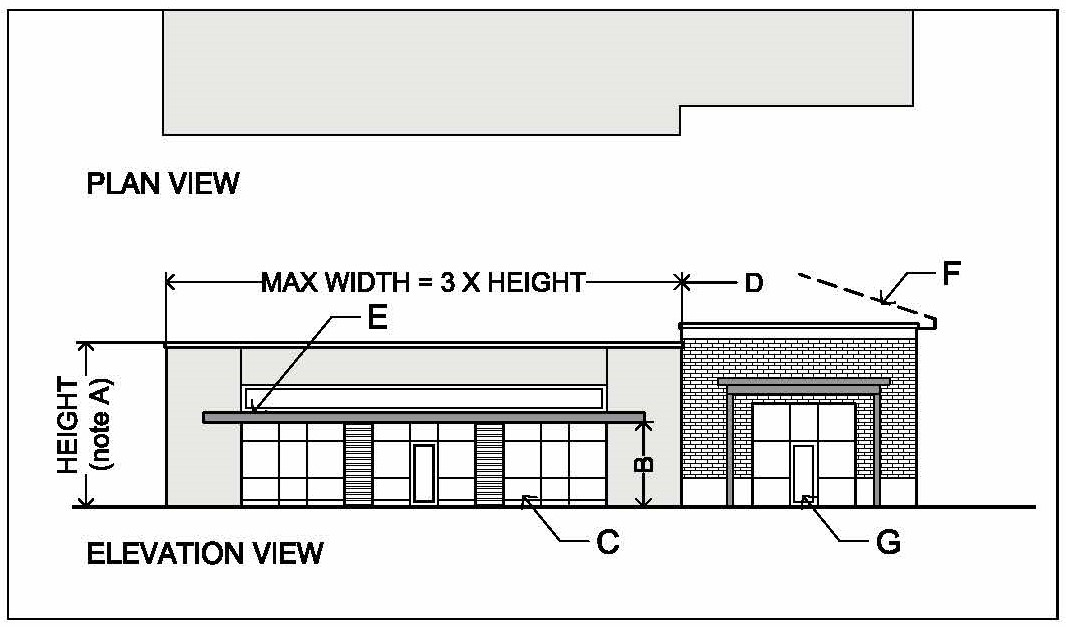 PLAN VIEW
MAX WIDTH = 3 X HEIGHT
D
F
E
HEIGHT
(note A)
B
C
G
ELEVATION VIEW